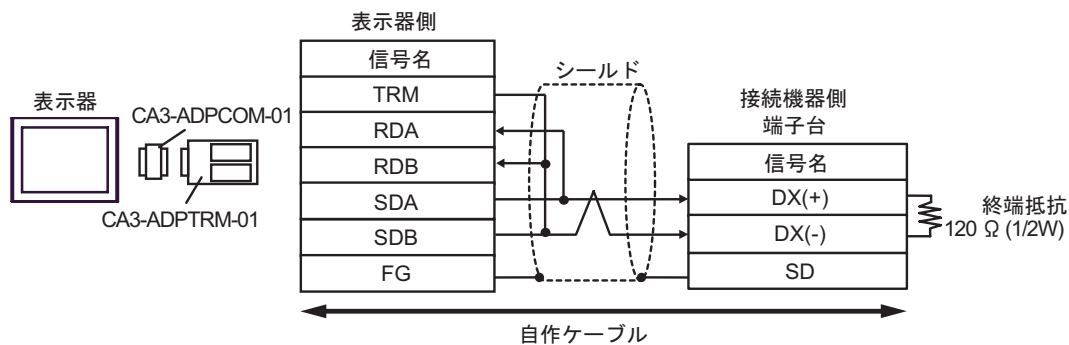 表示器側
信号名
TRM
RDA
RDB
SDA
SDB
FG
シールド
表示器
CA3-ADPCOM-01
CA3-ADPTRM-01
接続機器側
端子台
信号名
DX(+)
DX(-)
SD
終端抵抗
120 Ω (1/2W)
自作ケーブル